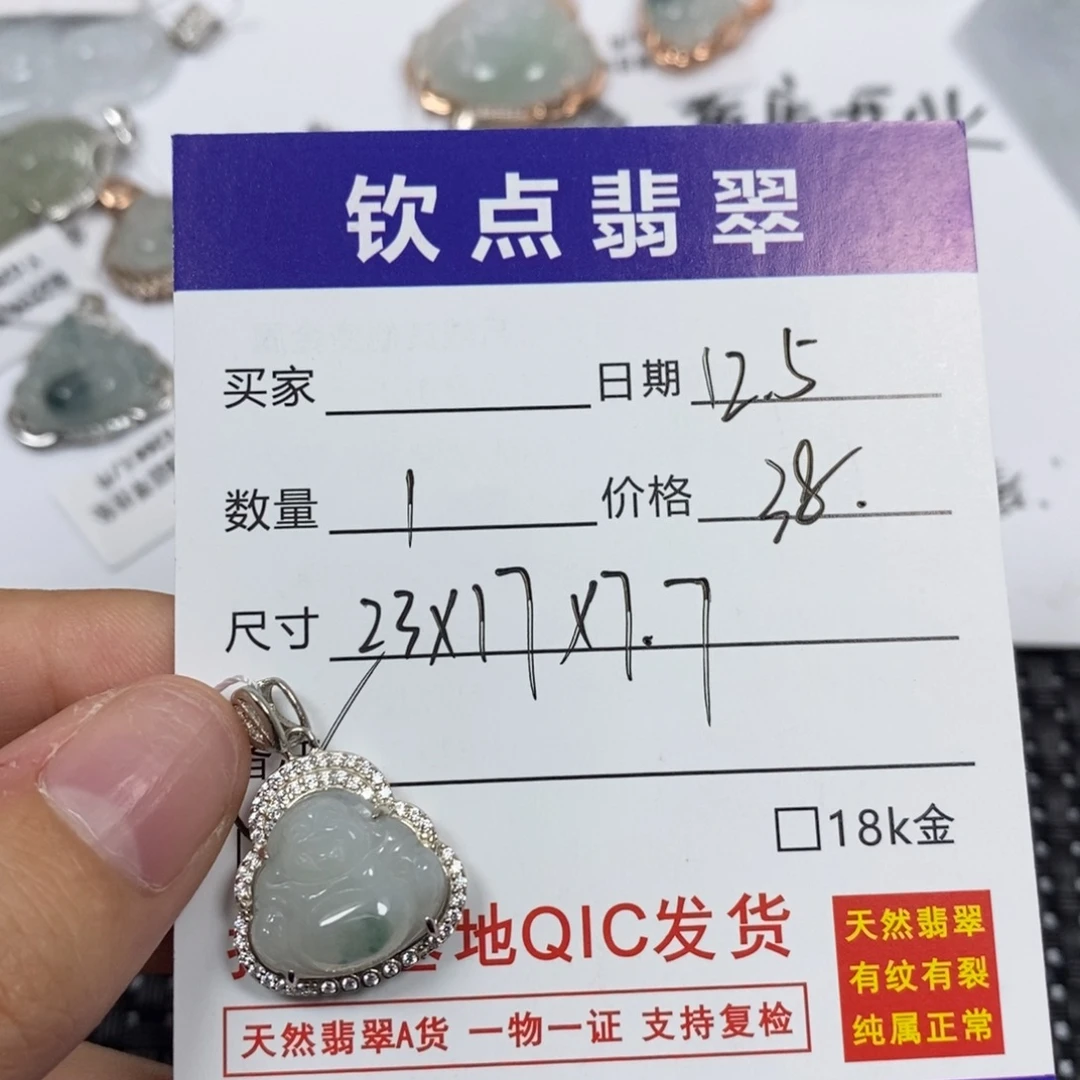 钦点翡翠
买家 日期 12.5
数量 1 价格 28.
尺寸 23X17X7.7
18k金
地QIC发货
天然翡翠A货 一物一证 支持复检
天然翡翠
有纹有裂
纯属正常